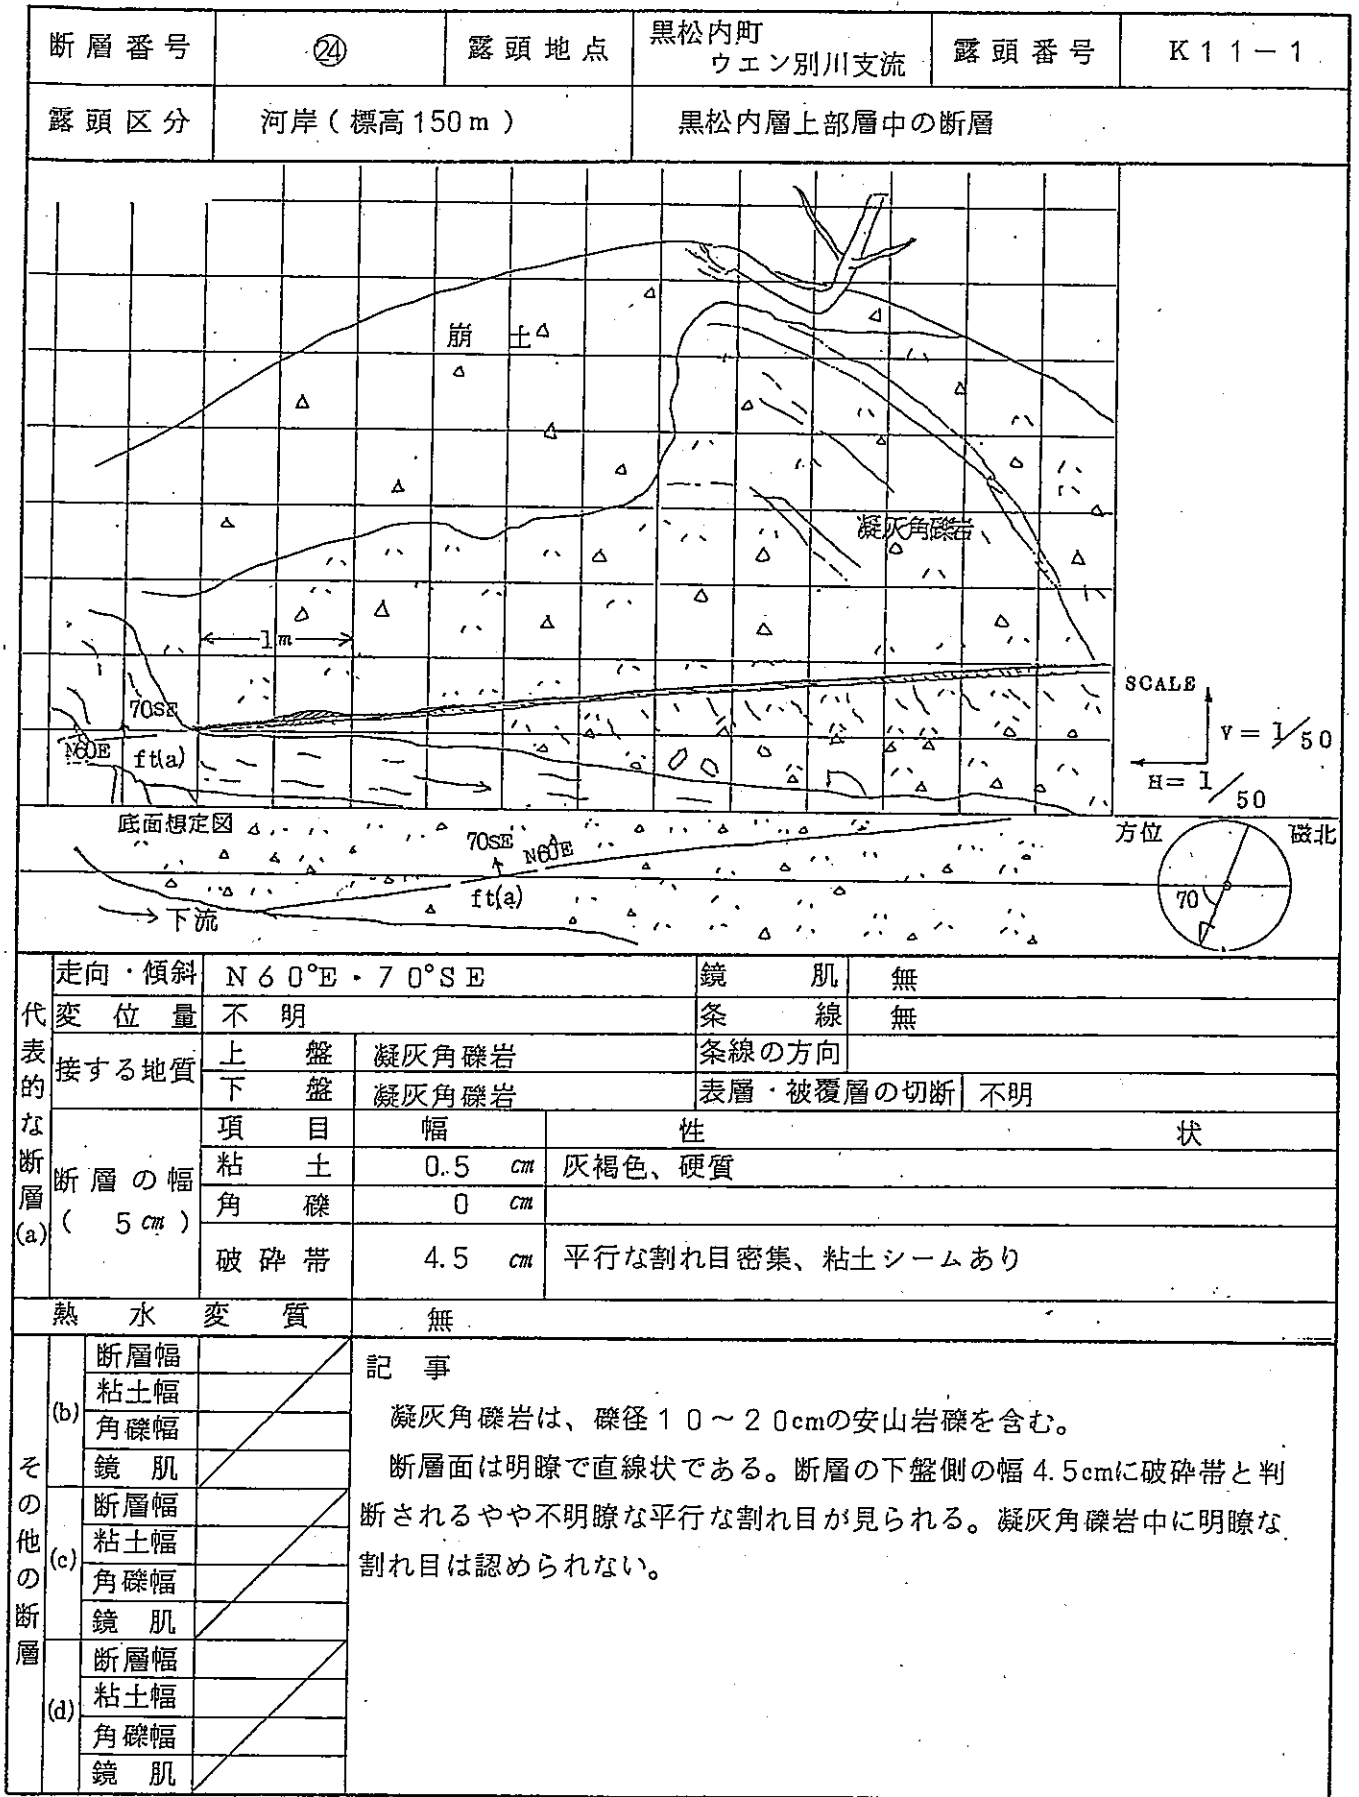 断層番号 ㉔ 露頭地点 黒松内町 ウエン別川支流 露頭番号 K11-1
露頭区分 河岸(標高150m) 黒松内層上部層中の断層
崩土
凝灰角礫岩
1m
SCALE
V=1/50
H=1/50
70SE
N60E
ft(a)
底面想定図
70SE
N60E
ft(a)
下流
方位 磁北
70
代表的な断層(a)
走向・傾斜 N60°E・70°SE 鏡肌 無
変位量 不明 条線 無
接する地質 上盤 凝灰角礫岩 条線の方向
下盤 凝灰角礫岩 表層・被覆層の切断 不明
断層の幅 (5cm)
項目 幅 性状
粘土 0.5 cm 灰褐色、硬質
角礫 0 cm
破砕帯 4.5 cm 平行な割れ目密集、粘土シームあり
熱水変質 無
その他の断層
(b)
断層幅
粘土幅
角礫幅
鏡肌
(c)
断層幅
粘土幅
角礫幅
鏡肌
(d)
断層幅
粘土幅
角礫幅
鏡肌
記事
凝灰角礫岩は、礫径10~20cmの安山岩礫を含む。
断層面は明瞭で直線状である。断層の下盤側の幅4.5cmに破砕帯と判
断されるやや不明瞭な平行な割れ目が見られる。凝灰角礫岩中に明瞭な
割れ目は認められない。